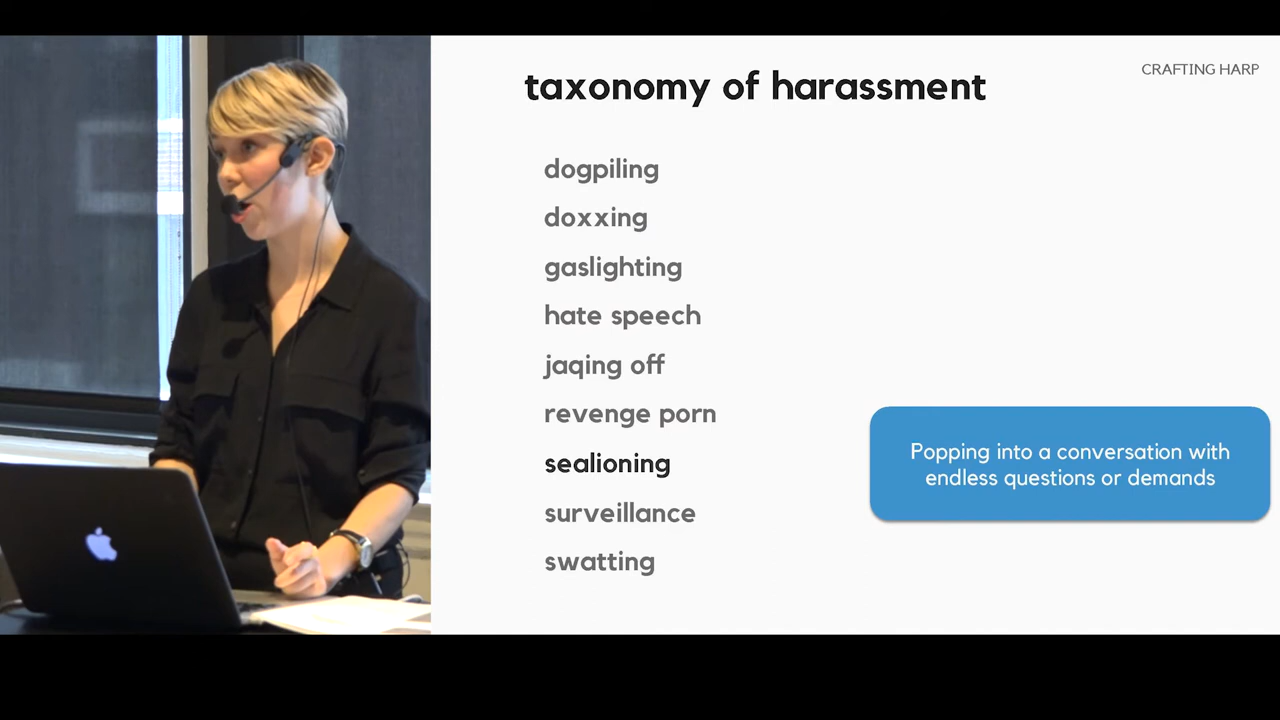 CRAFTING HARP
taxonomy of harassment
dogpiling
doxxing
gaslighting
hate speech
jaqing off
revenge porn
sealioning
Popping into a conversation with
endless questions or demands
surveillance
swatting